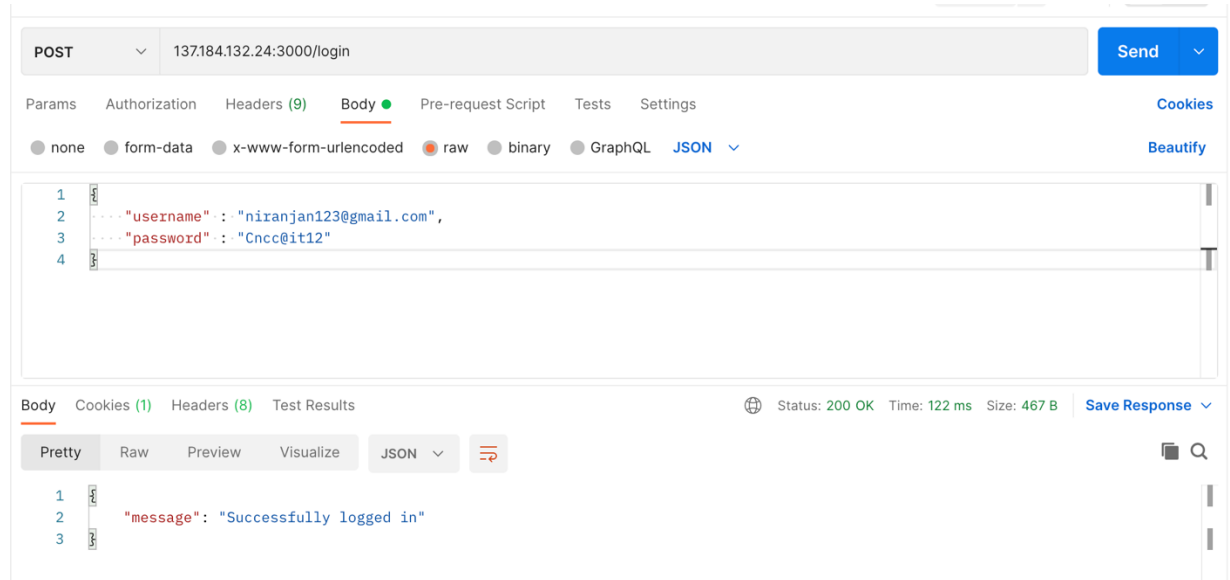 POST 137.184.132.24:3000/login Send
Params Authorization Headers (9) Body Pre-request Script Tests Settings Cookies
none form-data x-www-form-urlencoded raw binary GraphQL JSON Beautify
1 {
2 "username" : "niranjan123@gmail.com",
3 "password" : "Cncc@it12"
4 }
Body Cookies (1) Headers (8) Test Results Status: 200 OK Time: 122 ms Size: 467 B Save Response
Pretty Raw Preview Visualize JSON
1 {
2 "message": "Successfully logged in"
3 }